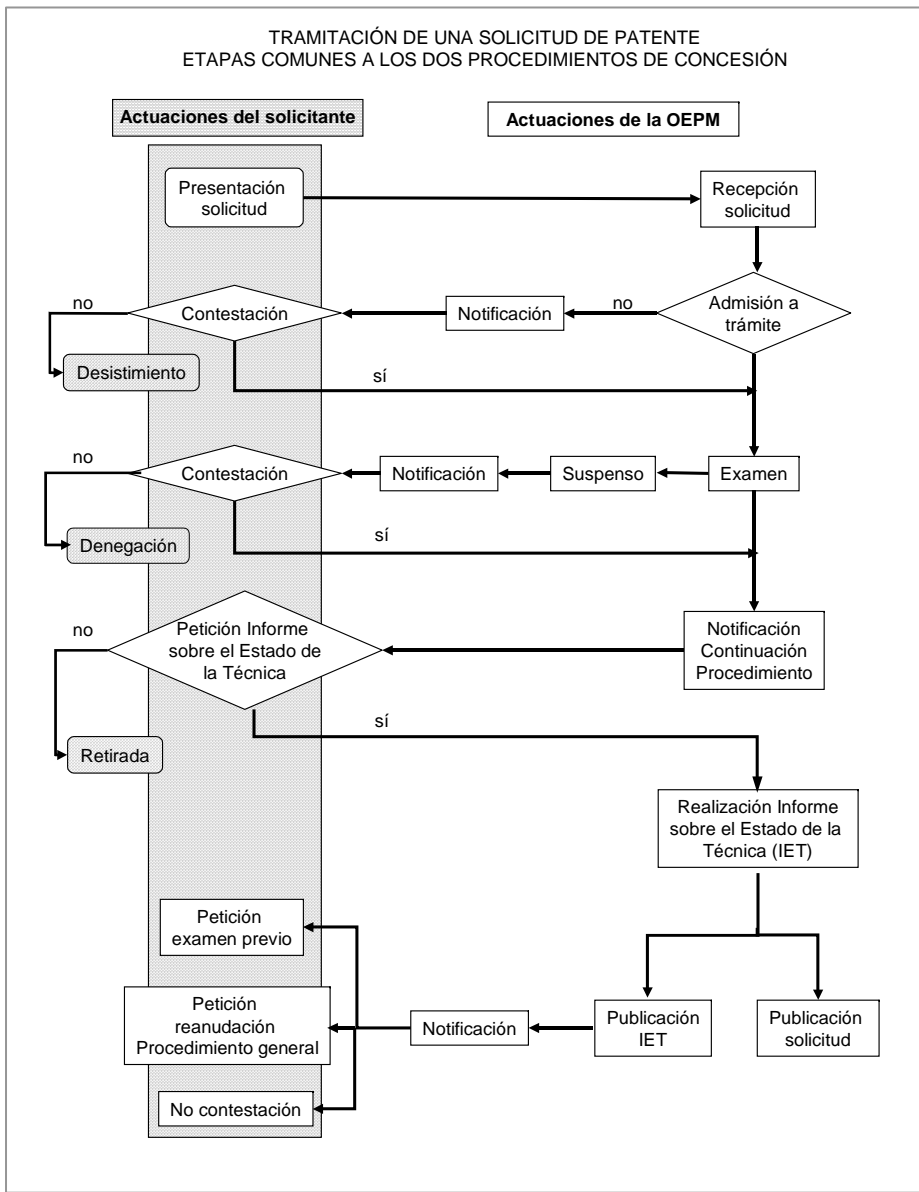 TRAMITACIÓN DE UNA SOLICITUD DE PATENTE
ETAPAS COMUNES A LOS DOS PROCEDIMIENTOS DE CONCESIÓN
Actuaciones del solicitante
Actuaciones de la OEPM
Presentación
solicitud
Recepción
solicitud
no
Contestación
Notificación
no
Admisión a
trámite
Desistimiento
sí
no
Contestación
Notificación
Suspenso
Examen
Denegación
sí
no
Petición Informe
sobre el Estado de
la Técnica
Notificación
Continuación
Procedimiento
sí
Retirada
Realización Informe
sobre el Estado de la
Técnica (IET)
Petición
examen previo
Petición
reanudación
Procedimiento general
Notificación
Publicación
IET
Publicación
solicitud
No contestación